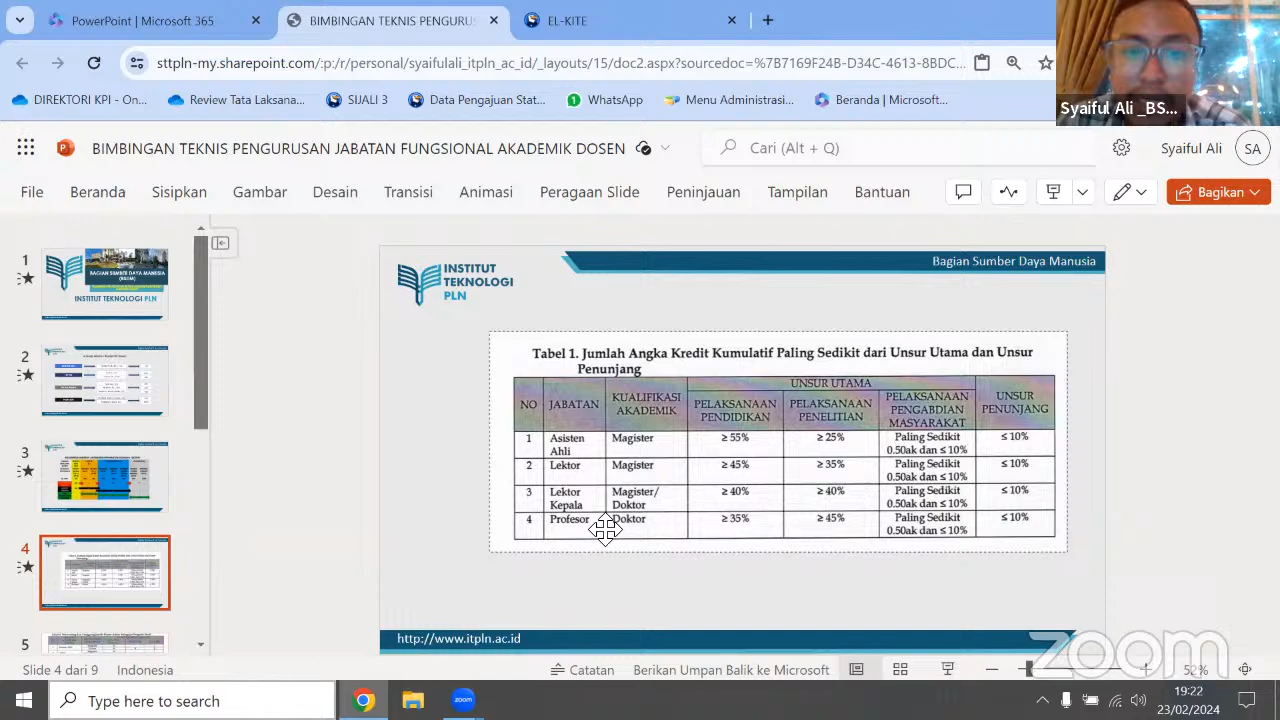 PowerPoint | Microsoft 365
BIMBINGAN TEKNIS PENGURUS
EL-KITE
sttpln-my.sharepoint.com/:p:/r/personal/syaifulali_itpln_ac_id/_layouts/15/doc2.aspx?sourcedoc=%7B7169F24B-D34C-4613-8BDC...
DIREKTORI KPI - On...
Review Tata Laksana...
SIJALI 3
Data Pengajuan Stat...
WhatsApp
Menu Administrasi...
Beranda | Microsoft...
Syaiful Ali _BS...
BIMBINGAN TEKNIS PENGURUSAN JABATAN FUNGSIONAL AKADEMIK DOSEN
Cari (Alt + Q)
Syaiful Ali
SA
File Beranda Sisipkan Gambar Desain Transisi Animasi Peragaan Slide Peninjauan Tampilan Bantuan
Bagikan
1
BAGIAN SUMBER DAYA MANUSIA
INSTITUT TEKNOLOGI PLN
2
3
4
5
INSTITUT
TEKNOLOGI
PLN
Bagian Sumber Daya Manusia
Tabel 1. Jumlah Angka Kredit Kumulatif Paling Sedikit dari Unsur Utama dan Unsur
Penunjang
NO JABATAN KUALIFIKASI AKADEMIK UNSUR UTAMA UNSUR PENUNJANG
PELAKSANAAN PENDIDIKAN PELAKSANAAN PENELITIAN PELAKSANAAN PENGABDIAN MASYARAKAT
1 Asisten Ahli Magister ≥ 55% ≥ 25% Paling Sedikit 0.50ak dan ≤ 10% ≤ 10%
2 Lektor Magister ≥ 45% ≥ 35% Paling Sedikit 0.50ak dan ≤ 10% ≤ 10%
3 Lektor Kepala Magister/ Doktor ≥ 40% ≥ 40% Paling Sedikit 0.50ak dan ≤ 10% ≤ 10%
4 Profesor Doktor ≥ 35% ≥ 45% Paling Sedikit 0.50ak dan ≤ 10% ≤ 10%
http://www.itpln.ac.id
zoom
Slide 4 dari 9
Indonesia
Catatan
Berikan Umpan Balik ke Microsoft
52%
Type here to search
zoom
19:22
23/02/2024